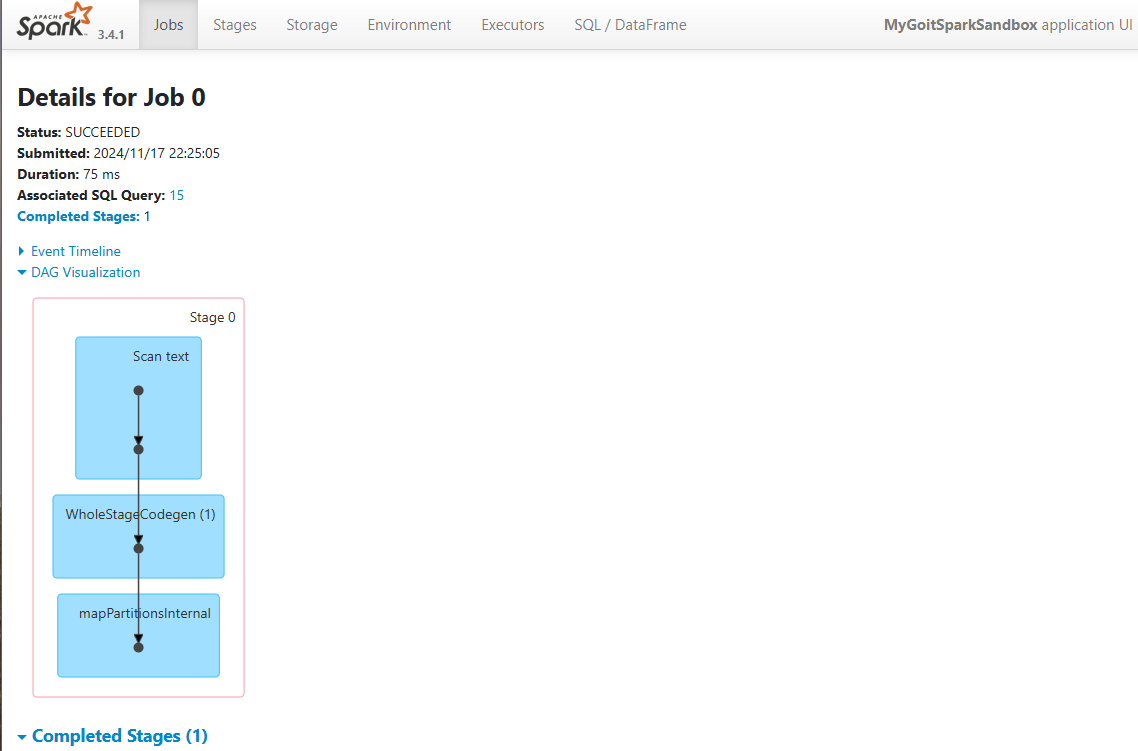 APACHE
Spark 3.4.1 Jobs Stages Storage Environment Executors SQL / DataFrame MyGoitSparkSandbox application UI
Details for Job 0
Status: SUCCEEDED
Submitted: 2024/11/17 22:25:05
Duration: 75 ms
Associated SQL Query: 15
Completed Stages: 1
Event Timeline
DAG Visualization
Stage 0
Scan text
WholeStageCodegen (1)
mapPartitionsInternal
Completed Stages (1)